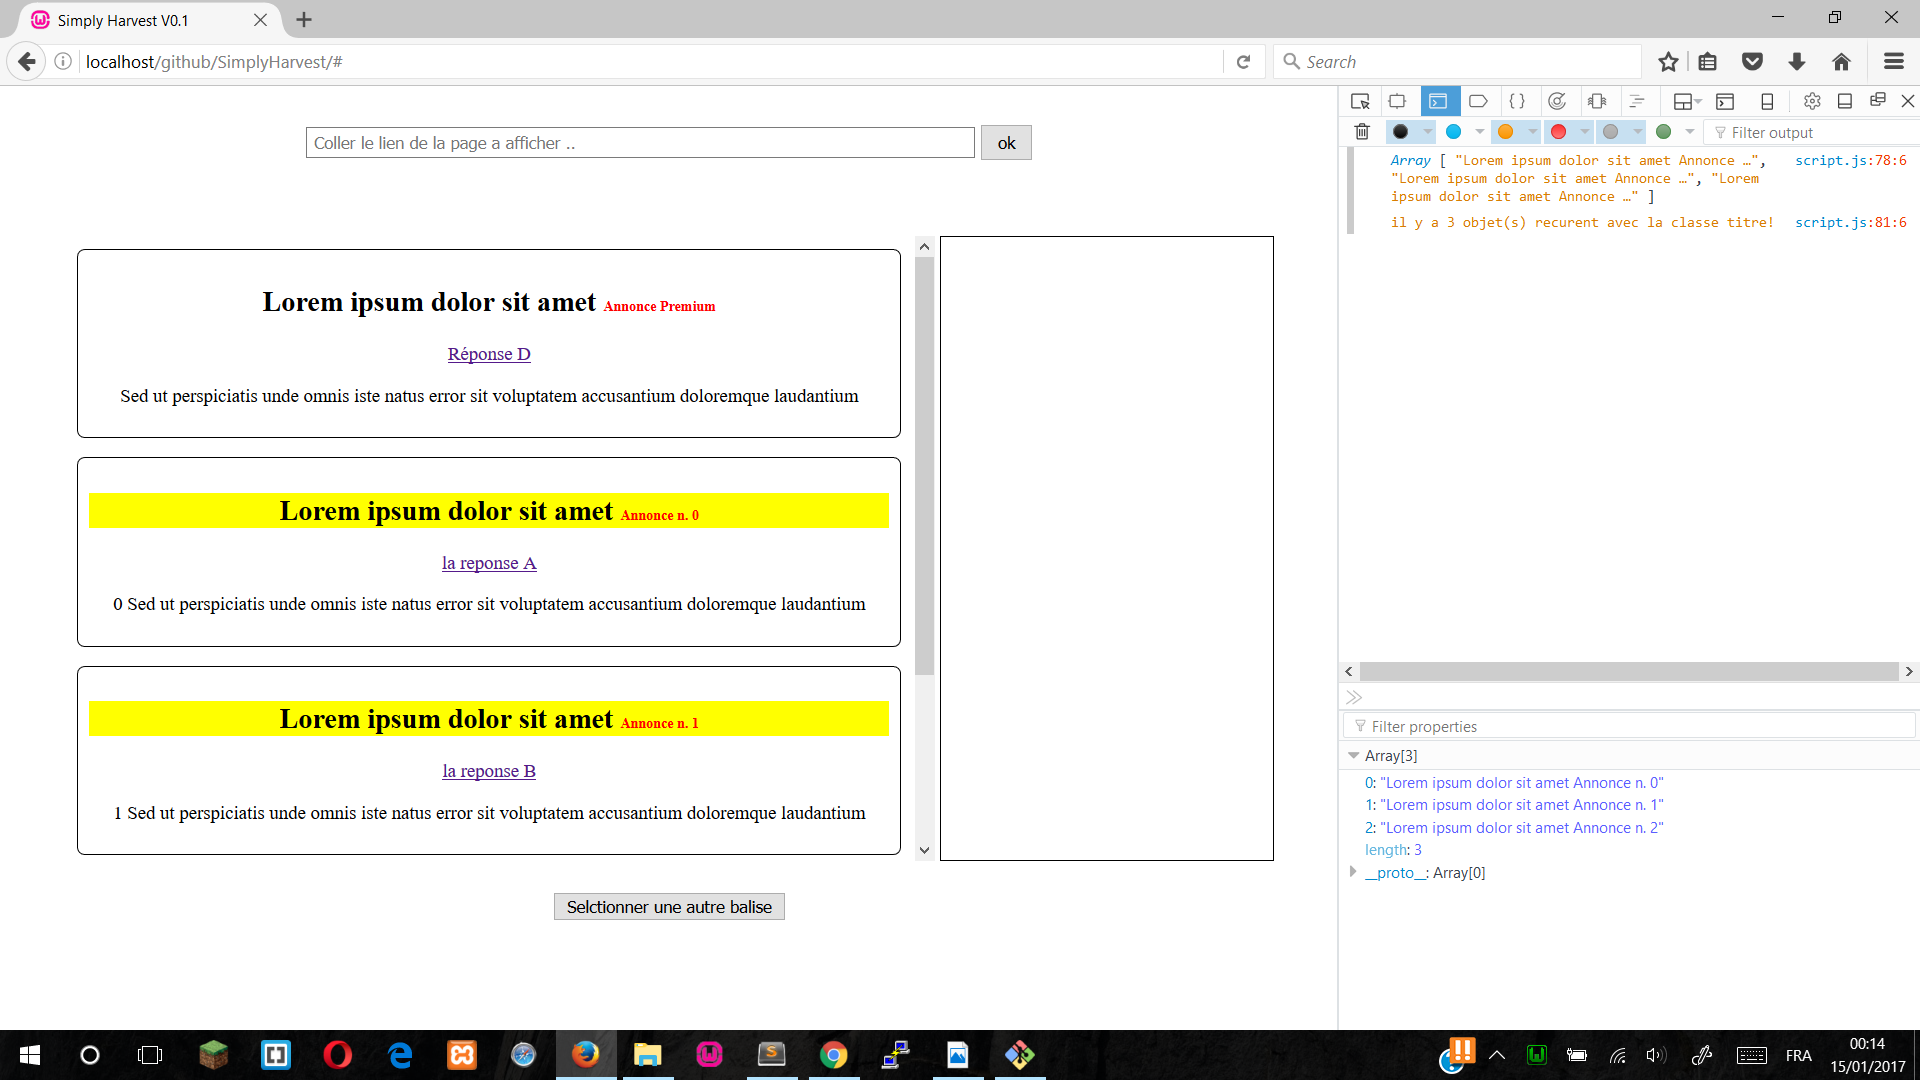 Simply Harvest V0.1
localhost/github/SimplyHarvest/#
Search
Coller le lien de la page a afficher ..
ok
Lorem ipsum dolor sit amet Annonce Premium
Réponse D
Sed ut perspiciatis unde omnis iste natus error sit voluptatem accusantium doloremque laudantium
Lorem ipsum dolor sit amet Annonce n. 0
la reponse A
0 Sed ut perspiciatis unde omnis iste natus error sit voluptatem accusantium doloremque laudantium
Lorem ipsum dolor sit amet Annonce n. 1
la reponse B
1 Sed ut perspiciatis unde omnis iste natus error sit voluptatem accusantium doloremque laudantium
Selctionner une autre balise
Filter output
Array [ "Lorem ipsum dolor sit amet Annonce …", script.js:78:6
"Lorem ipsum dolor sit amet Annonce …", "Lorem
ipsum dolor sit amet Annonce …" ]
il y a 3 objet(s) recurent avec la classe titre! script.js:81:6
Filter properties
Array[3]
0: "Lorem ipsum dolor sit amet Annonce n. 0"
1: "Lorem ipsum dolor sit amet Annonce n. 1"
2: "Lorem ipsum dolor sit amet Annonce n. 2"
length: 3
__proto__: Array[0]
FRA
00:14
15/01/2017